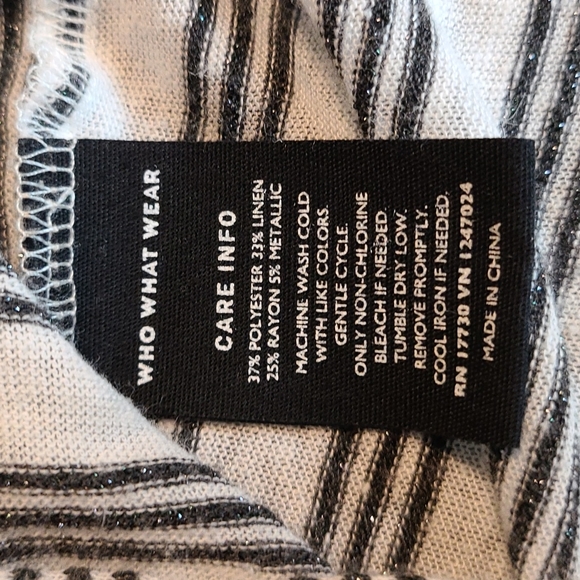 WHO WHAT WEAR
CARE INFO
37% POLYESTER 33% LINEN
25% RAYON 5% METALLIC
MACHINE WASH COLD
WITH LIKE COLORS.
GENTLE CYCLE.
ONLY NON-CHLORINE
BLEACH IF NEEDED.
TUMBLE DRY LOW.
REMOVE PROMPTLY.
COOL IRON IF NEEDED.
RN 17730 VN 1247024
MADE IN CHINA